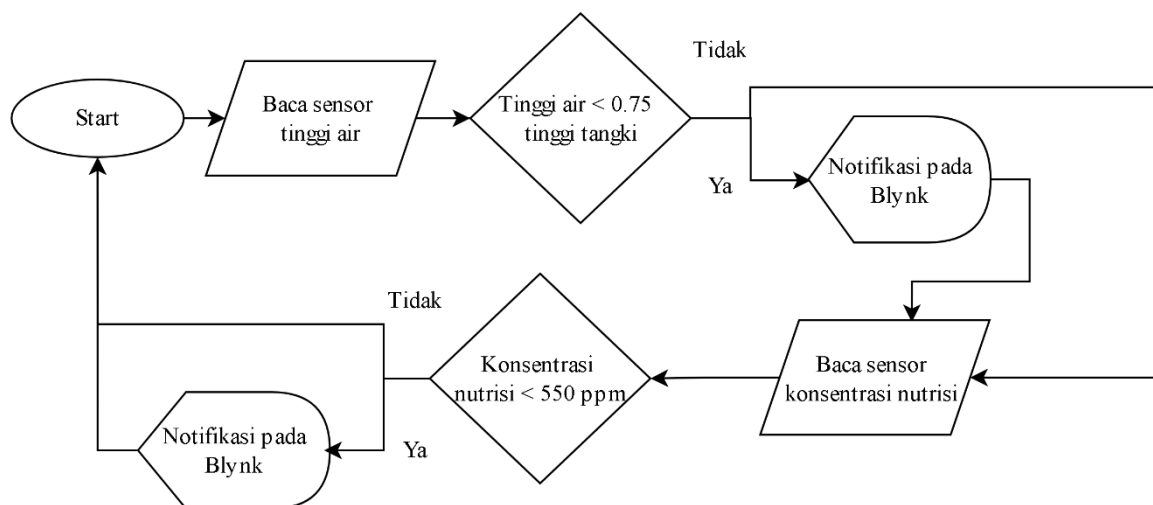 Start
Baca sensor
tinggi air
Tinggi air < 0.75
tinggi tangki
Tidak
Ya
Notifikasi pada
Blynk
Baca sensor
konsentrasi nutrisi
Konsentrasi
nutrisi < 550 ppm
Tidak
Ya
Notifikasi pada
Blynk